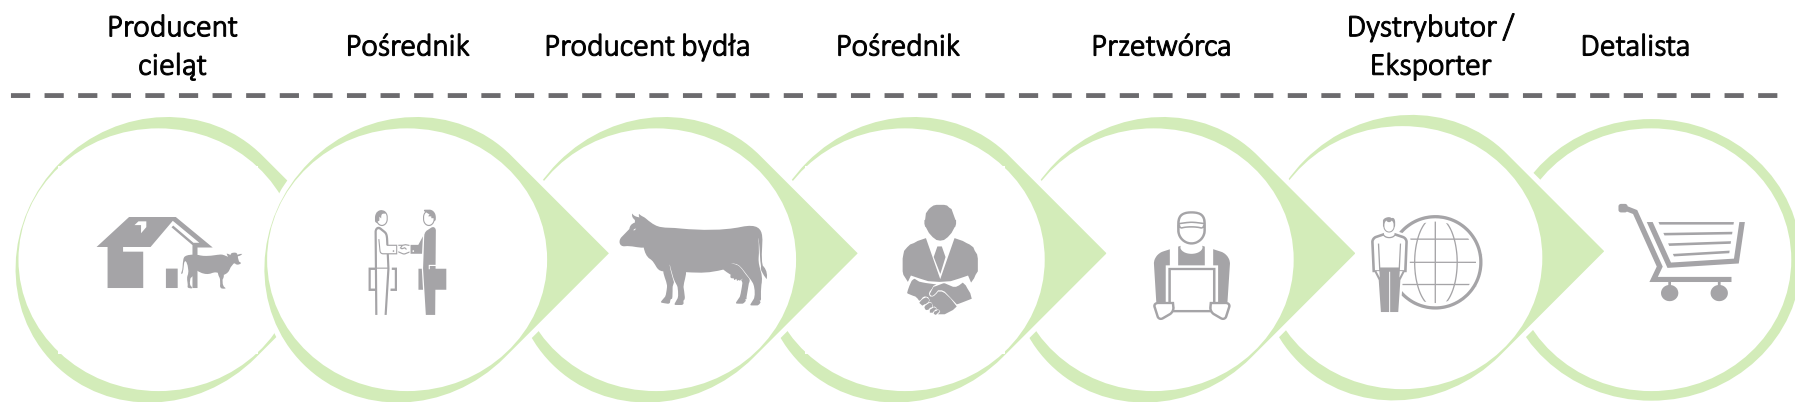 Producent
cieląt
Pośrednik
Producent bydła
Pośrednik
Przetwórca
Dystrybutor /
Eksporter
Detalista